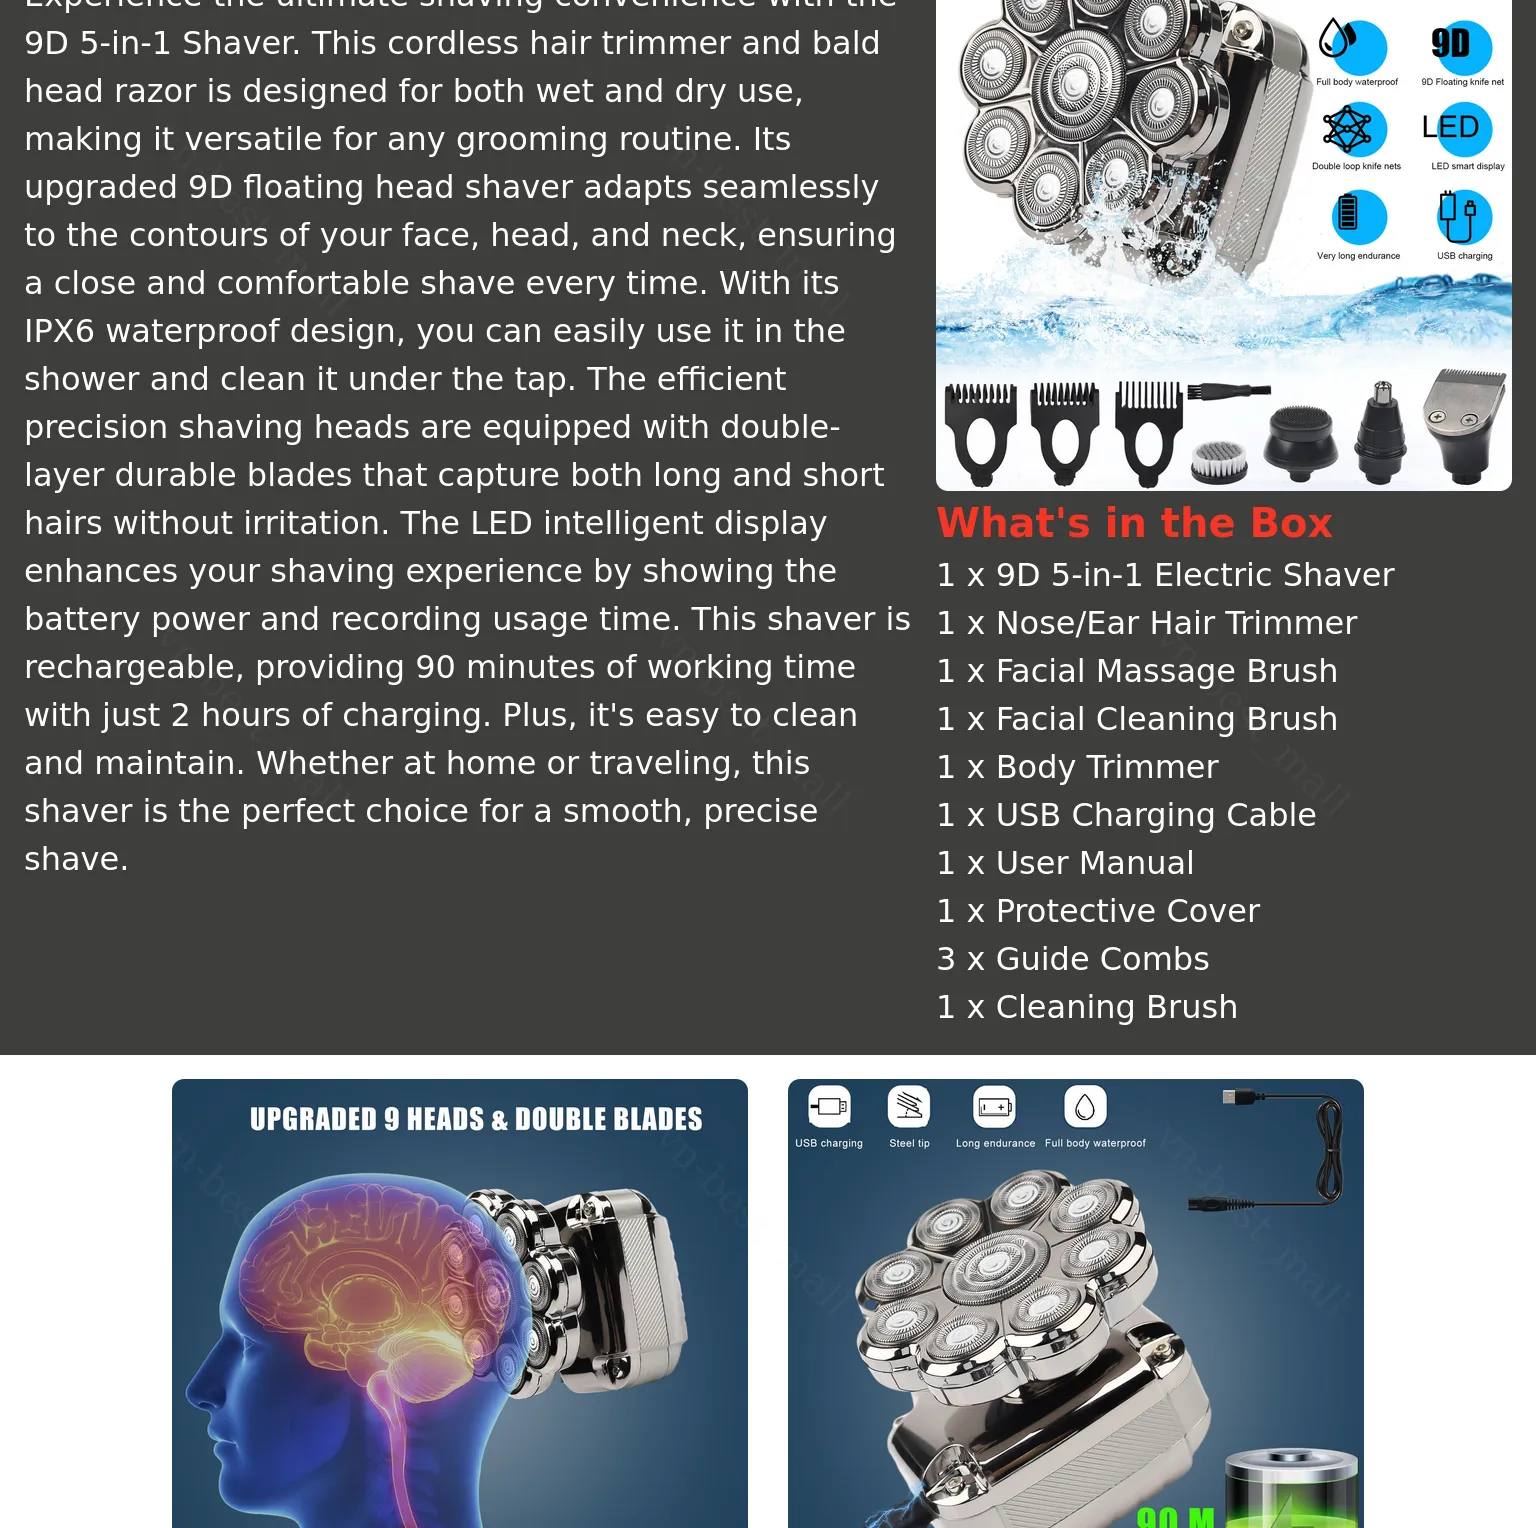 Experience the ultimate shaving convenience with the
9D 5-in-1 Shaver. This cordless hair trimmer and bald
head razor is designed for both wet and dry use,
making it versatile for any grooming routine. Its
upgraded 9D floating head shaver adapts seamlessly
to the contours of your face, head, and neck, ensuring
a close and comfortable shave every time. With its
IPX6 waterproof design, you can easily use it in the
shower and clean it under the tap. The efficient
precision shaving heads are equipped with double-
layer durable blades that capture both long and short
hairs without irritation. The LED intelligent display
enhances your shaving experience by showing the
battery power and recording usage time. This shaver is
rechargeable, providing 90 minutes of working time
with just 2 hours of charging. Plus, it's easy to clean
and maintain. Whether at home or traveling, this
shaver is the perfect choice for a smooth, precise
shave.
9D
Full body waterproof
9D Floating knife net
LED
Double loop knife nets
LED smart display
Very long endurance
USB charging
What's in the Box
1 x 9D 5-in-1 Electric Shaver
1 x Nose/Ear Hair Trimmer
1 x Facial Massage Brush
1 x Facial Cleaning Brush
1 x Body Trimmer
1 x USB Charging Cable
1 x User Manual
1 x Protective Cover
3 x Guide Combs
1 x Cleaning Brush
UPGRADED 9 HEADS & DOUBLE BLADES
USB charging
Steel tip
Long endurance
Full body waterproof
90 M
vn-best_mall